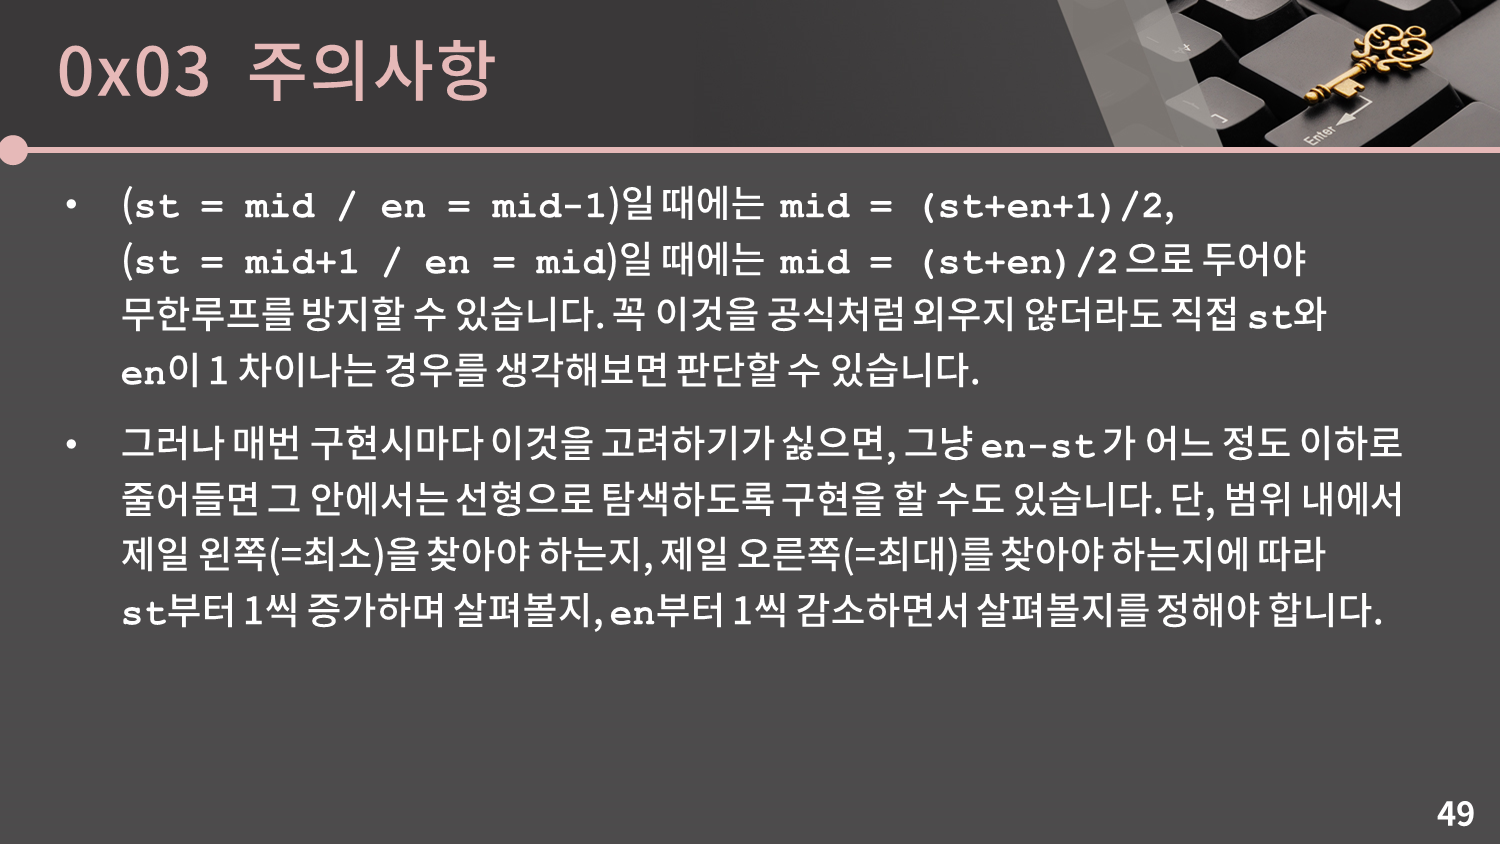 0x03 주의사항
• (st = mid / en = mid-1)일 때에는 mid = (st+en+1)/2,
(st = mid+1 / en = mid)일 때에는 mid = (st+en)/2으로 두어야
무한루프를 방지할 수 있습니다. 꼭 이것을 공식처럼 외우지 않더라도 직접 st와
en이 1 차이나는 경우를 생각해보면 판단할 수 있습니다.
• 그러나 매번 구현시마다 이것을 고려하기가 싫으면, 그냥 en-st가 어느 정도 이하로
줄어들면 그 안에서는 선형으로 탐색하도록 구현을 할 수도 있습니다. 단, 범위 내에서
제일 왼쪽(=최소)을 찾아야 하는지, 제일 오른쪽(=최대)를 찾아야 하는지에 따라
st부터 1씩 증가하며 살펴볼지, en부터 1씩 감소하면서 살펴볼지를 정해야 합니다.
Enter
49